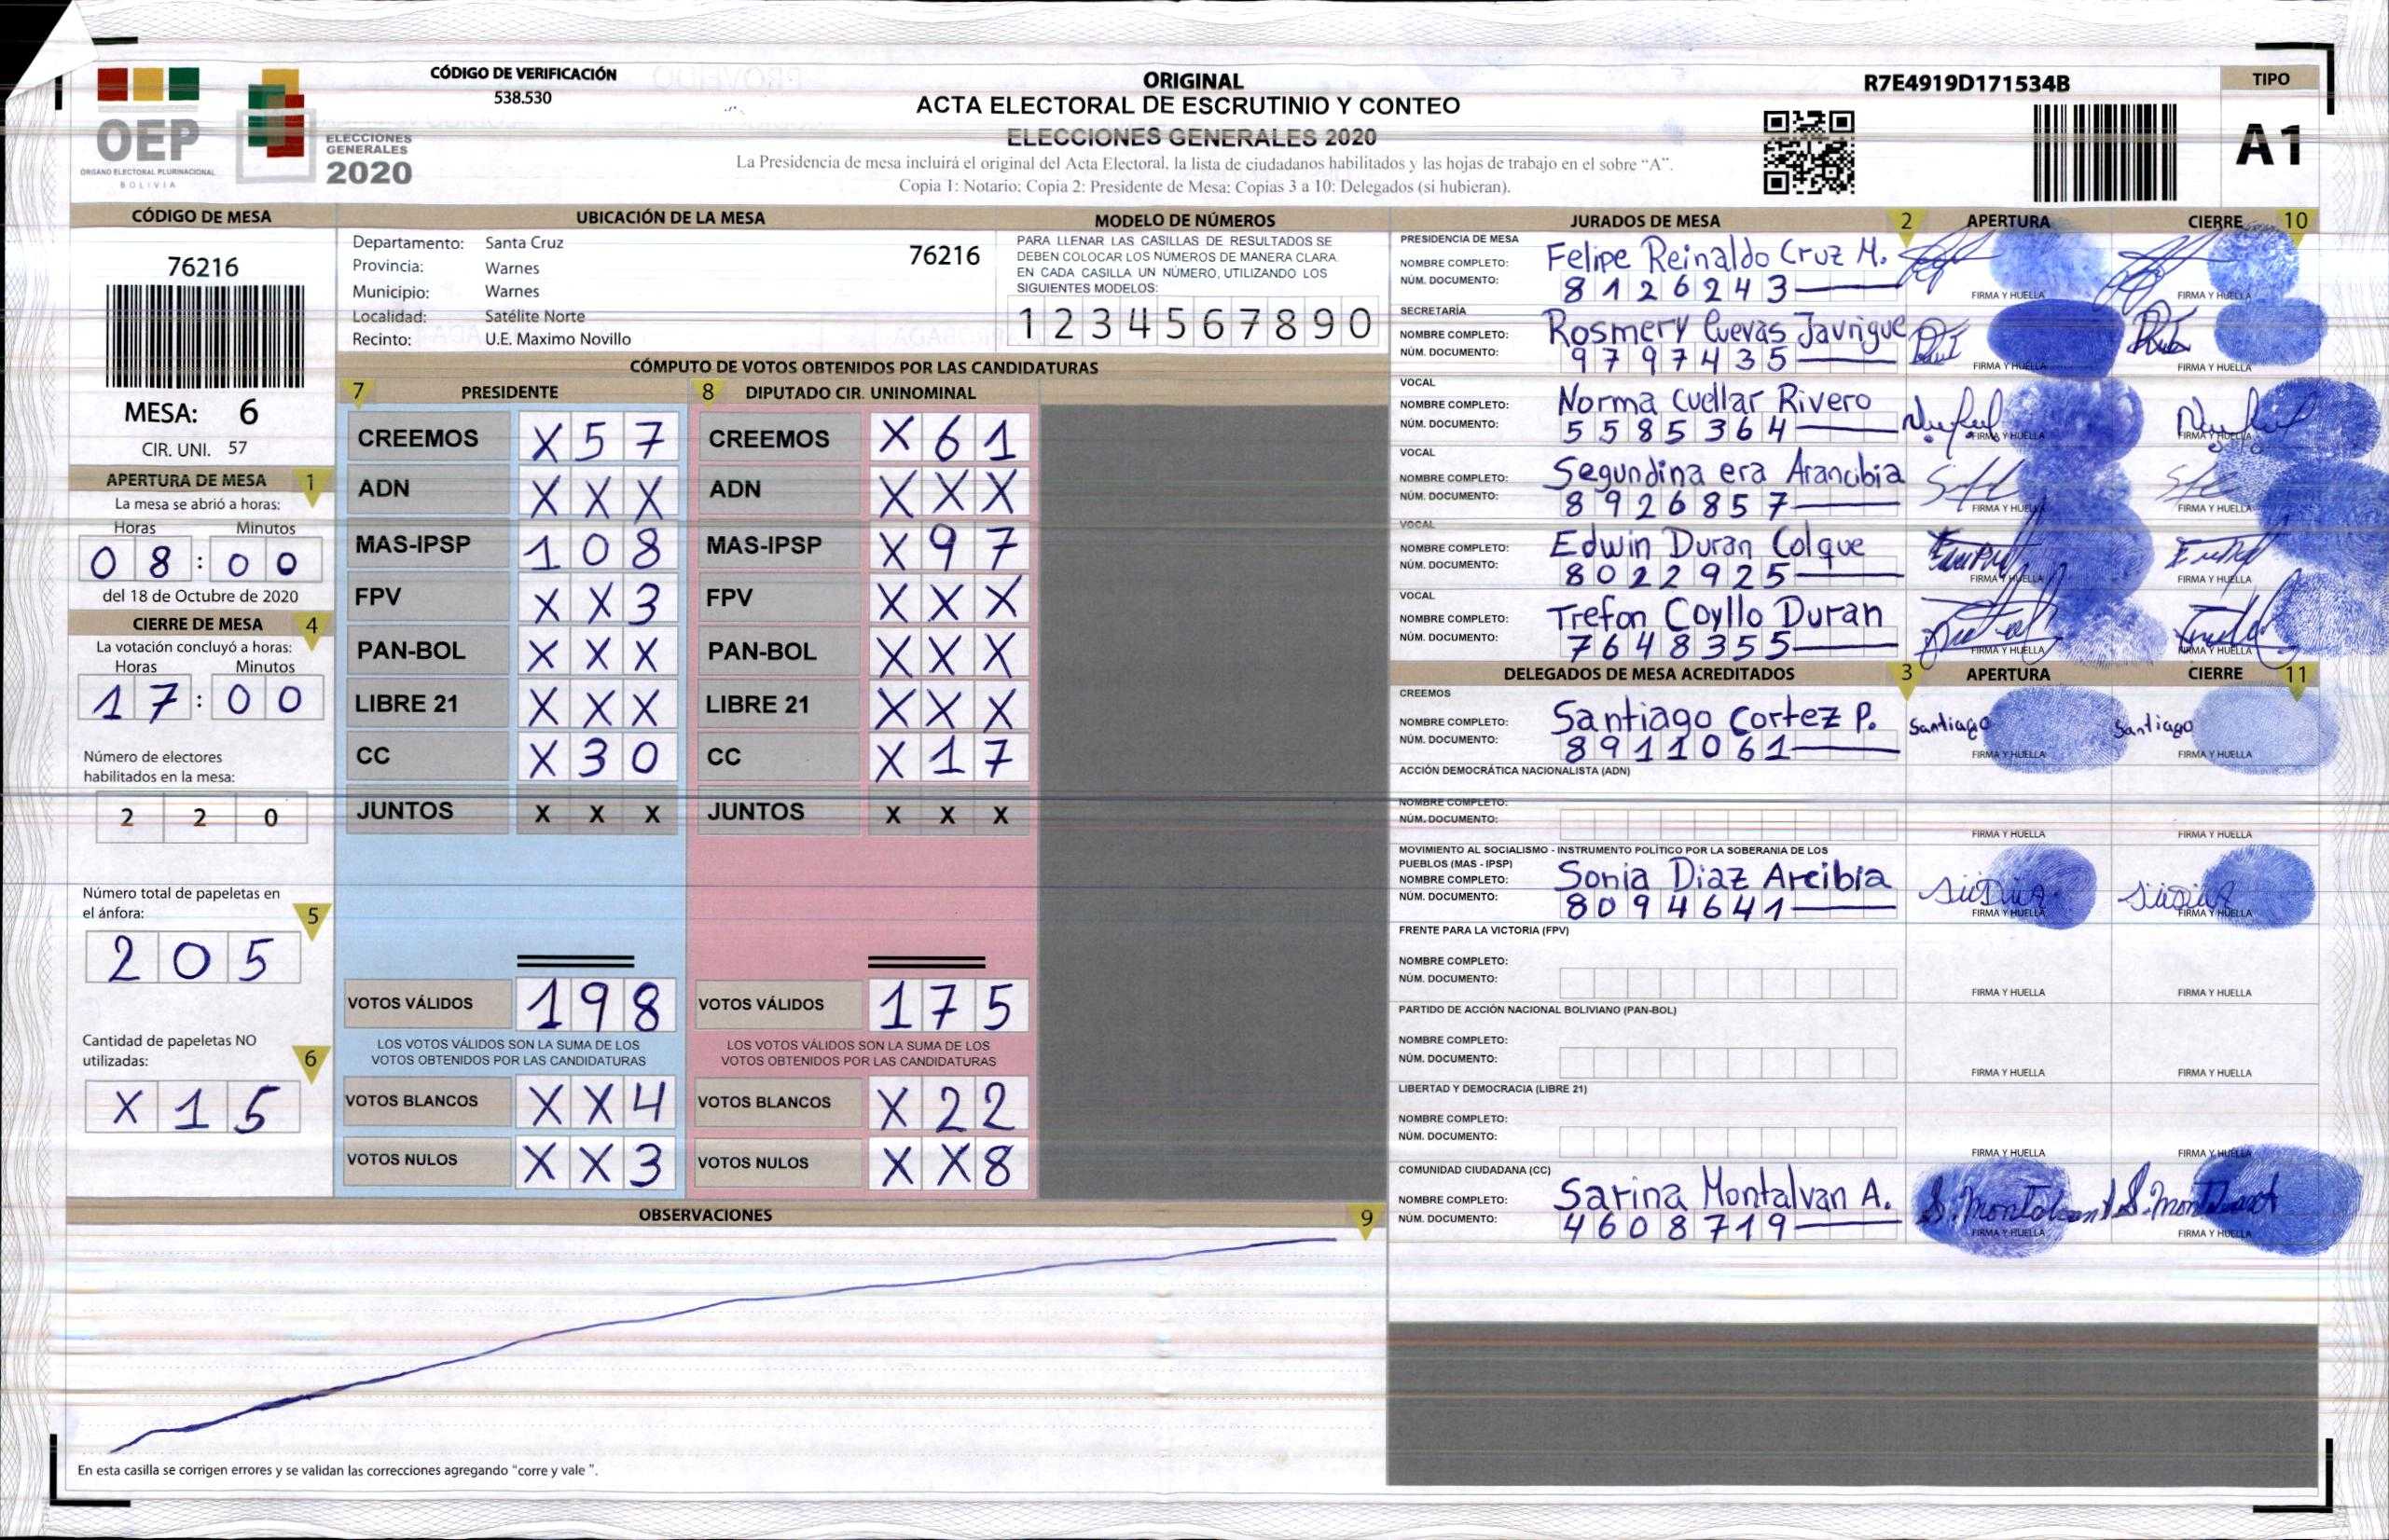 CÓDIGO DE VERIFICACIÓN
538.530
ORIGINAL
ACTA ELECTORAL DE ESCRUTINIO Y CONTEO
ELECCIONES GENERALES 2020
La Presidencia de mesa incluirá el original del Acta Electoral, la lista de ciudadanos habilitados y las hojas de trabajo en el sobre “A”.
Copia 1: Notario; Copia 2: Presidente de Mesa; Copias 3 a 10: Delegados (si hubieran).
R7E4919D171534B
TIPO
A1
OEP
ÓRGANO ELECTORAL PLURINACIONAL
BOLIVIA
ELECCIONES
GENERALES
2020
CÓDIGO DE MESA
76216
MESA: 6
CIR. UNI. 57
APERTURA DE MESA 1
La mesa se abrió a horas:
Horas Minutos
08:00
del 18 de Octubre de 2020
CIERRE DE MESA 4
La votación concluyó a horas:
Horas Minutos
17:00
Número de electores
habilitados en la mesa:
2 2 0
Número total de papeletas en
el ánfora: 5
2 0 5
Cantidad de papeletas NO
utilizadas: 6
X 1 5
UBICACIÓN DE LA MESA
Departamento: Santa Cruz 76216
Provincia: Warnes
Municipio: Warnes
Localidad: Satélite Norte
Recinto: U.E. Maximo Novillo
MODELO DE NÚMEROS
PARA LLENAR LAS CASILLAS DE RESULTADOS SE
DEBEN COLOCAR LOS NÚMEROS DE MANERA CLARA
EN CADA CASILLA UN NÚMERO, UTILIZANDO LOS
SIGUIENTES MODELOS:
1 2 3 4 5 6 7 8 9 0
CÓMPUTO DE VOTOS OBTENIDOS POR LAS CANDIDATURAS
7 PRESIDENTE 8 DIPUTADO CIR. UNINOMINAL
CREEMOS X 5 7 CREEMOS X 6 1
ADN X X X ADN X X X
MAS-IPSP 1 0 8 MAS-IPSP X 9 7
FPV X X 3 FPV X X X
PAN-BOL X X X PAN-BOL X X X
LIBRE 21 X X X LIBRE 21 X X X
CC X 3 0 CC X 1 7
JUNTOS X X X JUNTOS X X X
VOTOS VÁLIDOS 1 9 8 VOTOS VÁLIDOS 1 7 5
LOS VOTOS VÁLIDOS SON LA SUMA DE LOS LOS VOTOS VÁLIDOS SON LA SUMA DE LOS
VOTOS OBTENIDOS POR LAS CANDIDATURAS VOTOS OBTENIDOS POR LAS CANDIDATURAS
VOTOS BLANCOS X X 4 VOTOS BLANCOS X 2 2
VOTOS NULOS X X 3 VOTOS NULOS X X 8
OBSERVACIONES 9
En esta casilla se corrigen errores y se validan las correcciones agregando “corre y vale ”.
JURADOS DE MESA 2 APERTURA CIERRE 10
PRESIDENCIA DE MESA
NOMBRE COMPLETO: Felipe Reinaldo Cruz M.
NÚM. DOCUMENTO: 8126243 FIRMA Y HUELLA FIRMA Y HUELLA
SECRETARÍA
NOMBRE COMPLETO: Rosmery Cuevas Javrigue
NÚM. DOCUMENTO: 9797435 FIRMA Y HUELLA FIRMA Y HUELLA
VOCAL
NOMBRE COMPLETO: Norma Cuellar Rivero
NÚM. DOCUMENTO: 5585364 FIRMA Y HUELLA FIRMA Y HUELLA
VOCAL
NOMBRE COMPLETO: Segundina era Arancibia
NÚM. DOCUMENTO: 8926857 FIRMA Y HUELLA FIRMA Y HUELLA
VOCAL
NOMBRE COMPLETO: Edwin Duran Colque
NÚM. DOCUMENTO: 8022925 FIRMA Y HUELLA FIRMA Y HUELLA
VOCAL
NOMBRE COMPLETO: Trefon Coyllo Duran
NÚM. DOCUMENTO: 7648355 FIRMA Y HUELLA FIRMA Y HUELLA
DELEGADOS DE MESA ACREDITADOS 3 APERTURA CIERRE 11
CREEMOS
NOMBRE COMPLETO: Santiago Cortez P. Santiago Santiago
NÚM. DOCUMENTO: 8911061 FIRMA Y HUELLA FIRMA Y HUELLA
ACCIÓN DEMOCRÁTICA NACIONALISTA (ADN)
NOMBRE COMPLETO:
NÚM. DOCUMENTO: FIRMA Y HUELLA FIRMA Y HUELLA
MOVIMIENTO AL SOCIALISMO - INSTRUMENTO POLÍTICO POR LA SOBERANIA DE LOS
PUEBLOS (MAS - IPSP)
NOMBRE COMPLETO: Sonia Diaz Arcibia
NÚM. DOCUMENTO: 8094641 FIRMA Y HUELLA FIRMA Y HUELLA
FRENTE PARA LA VICTORIA (FPV)
NOMBRE COMPLETO:
NÚM. DOCUMENTO: FIRMA Y HUELLA FIRMA Y HUELLA
PARTIDO DE ACCIÓN NACIONAL BOLIVIANO (PAN-BOL)
NOMBRE COMPLETO:
NÚM. DOCUMENTO: FIRMA Y HUELLA FIRMA Y HUELLA
LIBERTAD Y DEMOCRACIA (LIBRE 21)
NOMBRE COMPLETO:
NÚM. DOCUMENTO: FIRMA Y HUELLA FIRMA Y HUELLA
COMUNIDAD CIUDADANA (CC)
NOMBRE COMPLETO: Sarina Montalvan A.
NÚM. DOCUMENTO: 4608719 FIRMA Y HUELLA FIRMA Y HUELLA